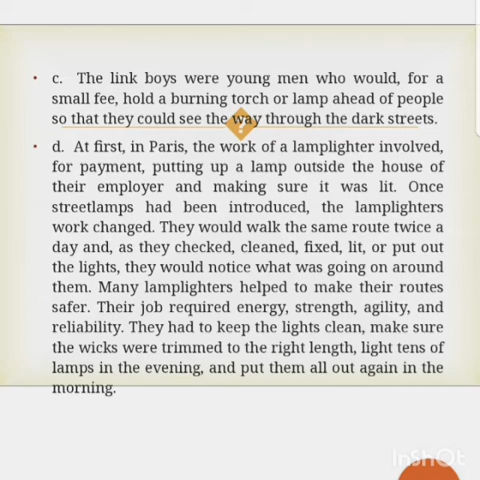 • c. The link boys were young men who would, for a
small fee, hold a burning torch or lamp ahead of people
so that they could see the way through the dark streets.
?
• d. At first, in Paris, the work of a lamplighter involved,
for payment, putting up a lamp outside the house of
their employer and making sure it was lit. Once
streetlamps had been introduced, the lamplighters
work changed. They would walk the same route twice a
day and, as they checked, cleaned, fixed, lit, or put out
the lights, they would notice what was going on around
them. Many lamplighters helped to make their routes
safer. Their job required energy, strength, agility, and
reliability. They had to keep the lights clean, make sure
the wicks were trimmed to the right length, light tens of
lamps in the evening, and put them all out again in the
morning.
InShOt